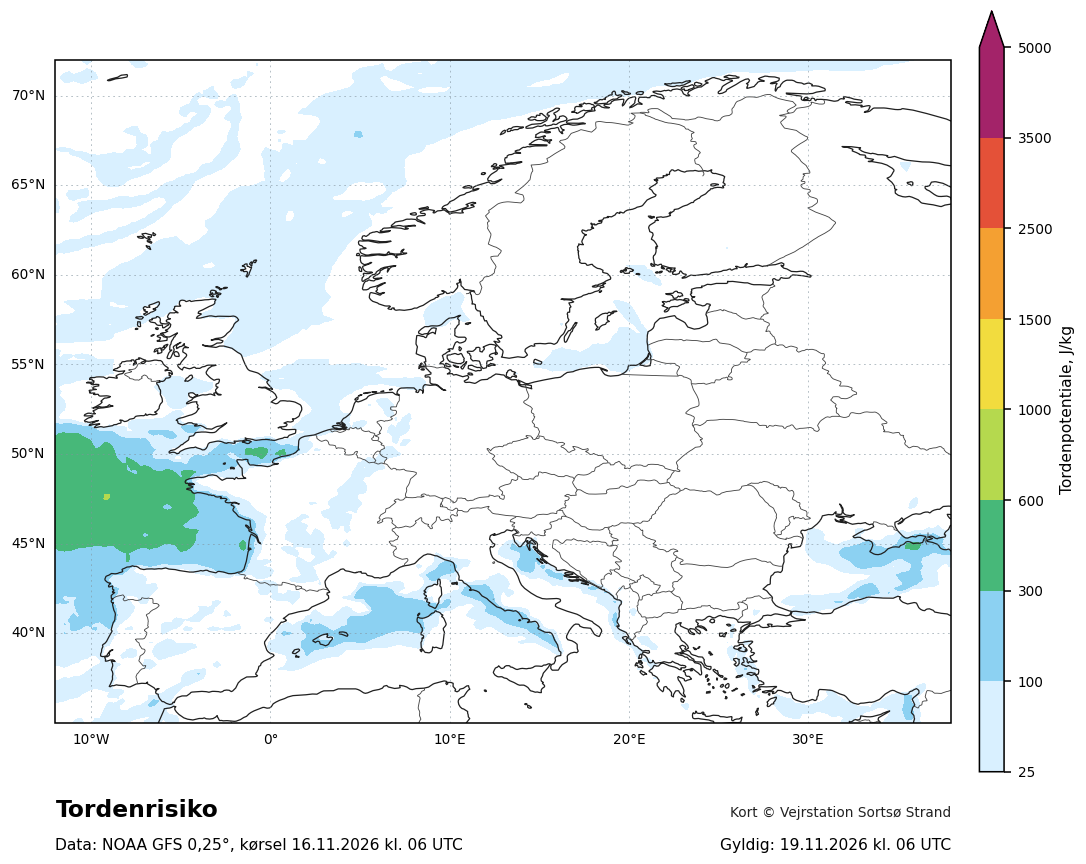 70°N
65°N
60°N
55°N
50°N
45°N
40°N
10°W
0°
10°E
20°E
30°E
5000
3500
2500
1500
1000
600
300
100
25
Tordenpotentiale, J/kg
Tordenrisiko
Kort © Vejrstation Sortsø Strand
Data: NOAA GFS 0,25°, kørsel 16.11.2026 kl. 06 UTC
Gyldig: 19.11.2026 kl. 06 UTC